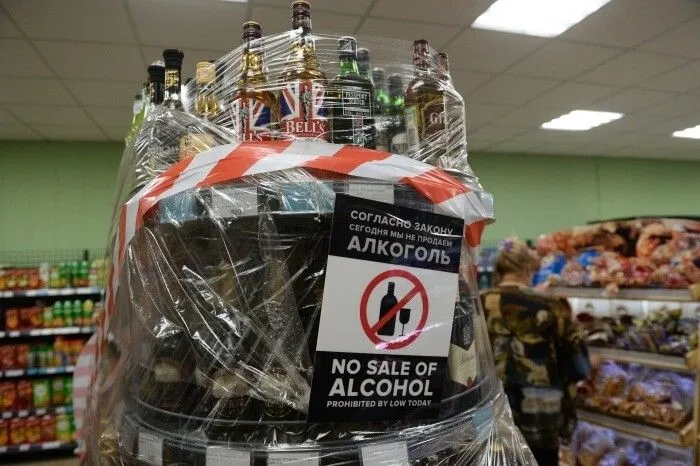 BELL'S
СОГЛАСНО ЗАКОНУ
СЕГОДНЯ МЫ НЕ ПРОДАЕМ
АЛКОГОЛЬ
NO SALE OF
ALCOHOL
PROHIBITED BY LOW TODAY